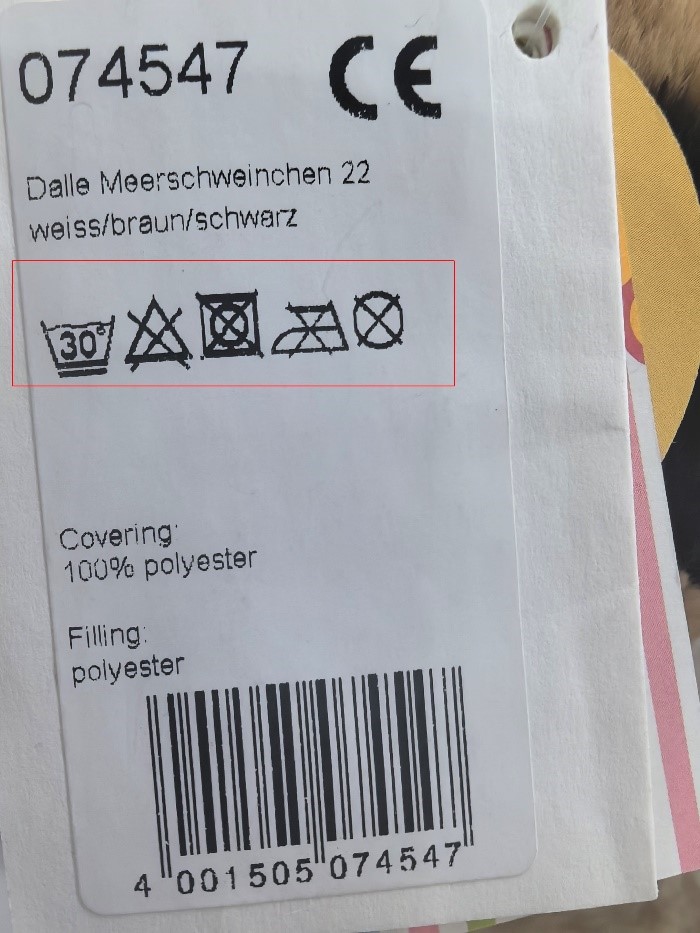 074547 CE
Dalle Meerschweinchen 22
weiss/braun/schwarz
30°
Covering:
100% polyester
Filling:
polyester
4 001505 074547